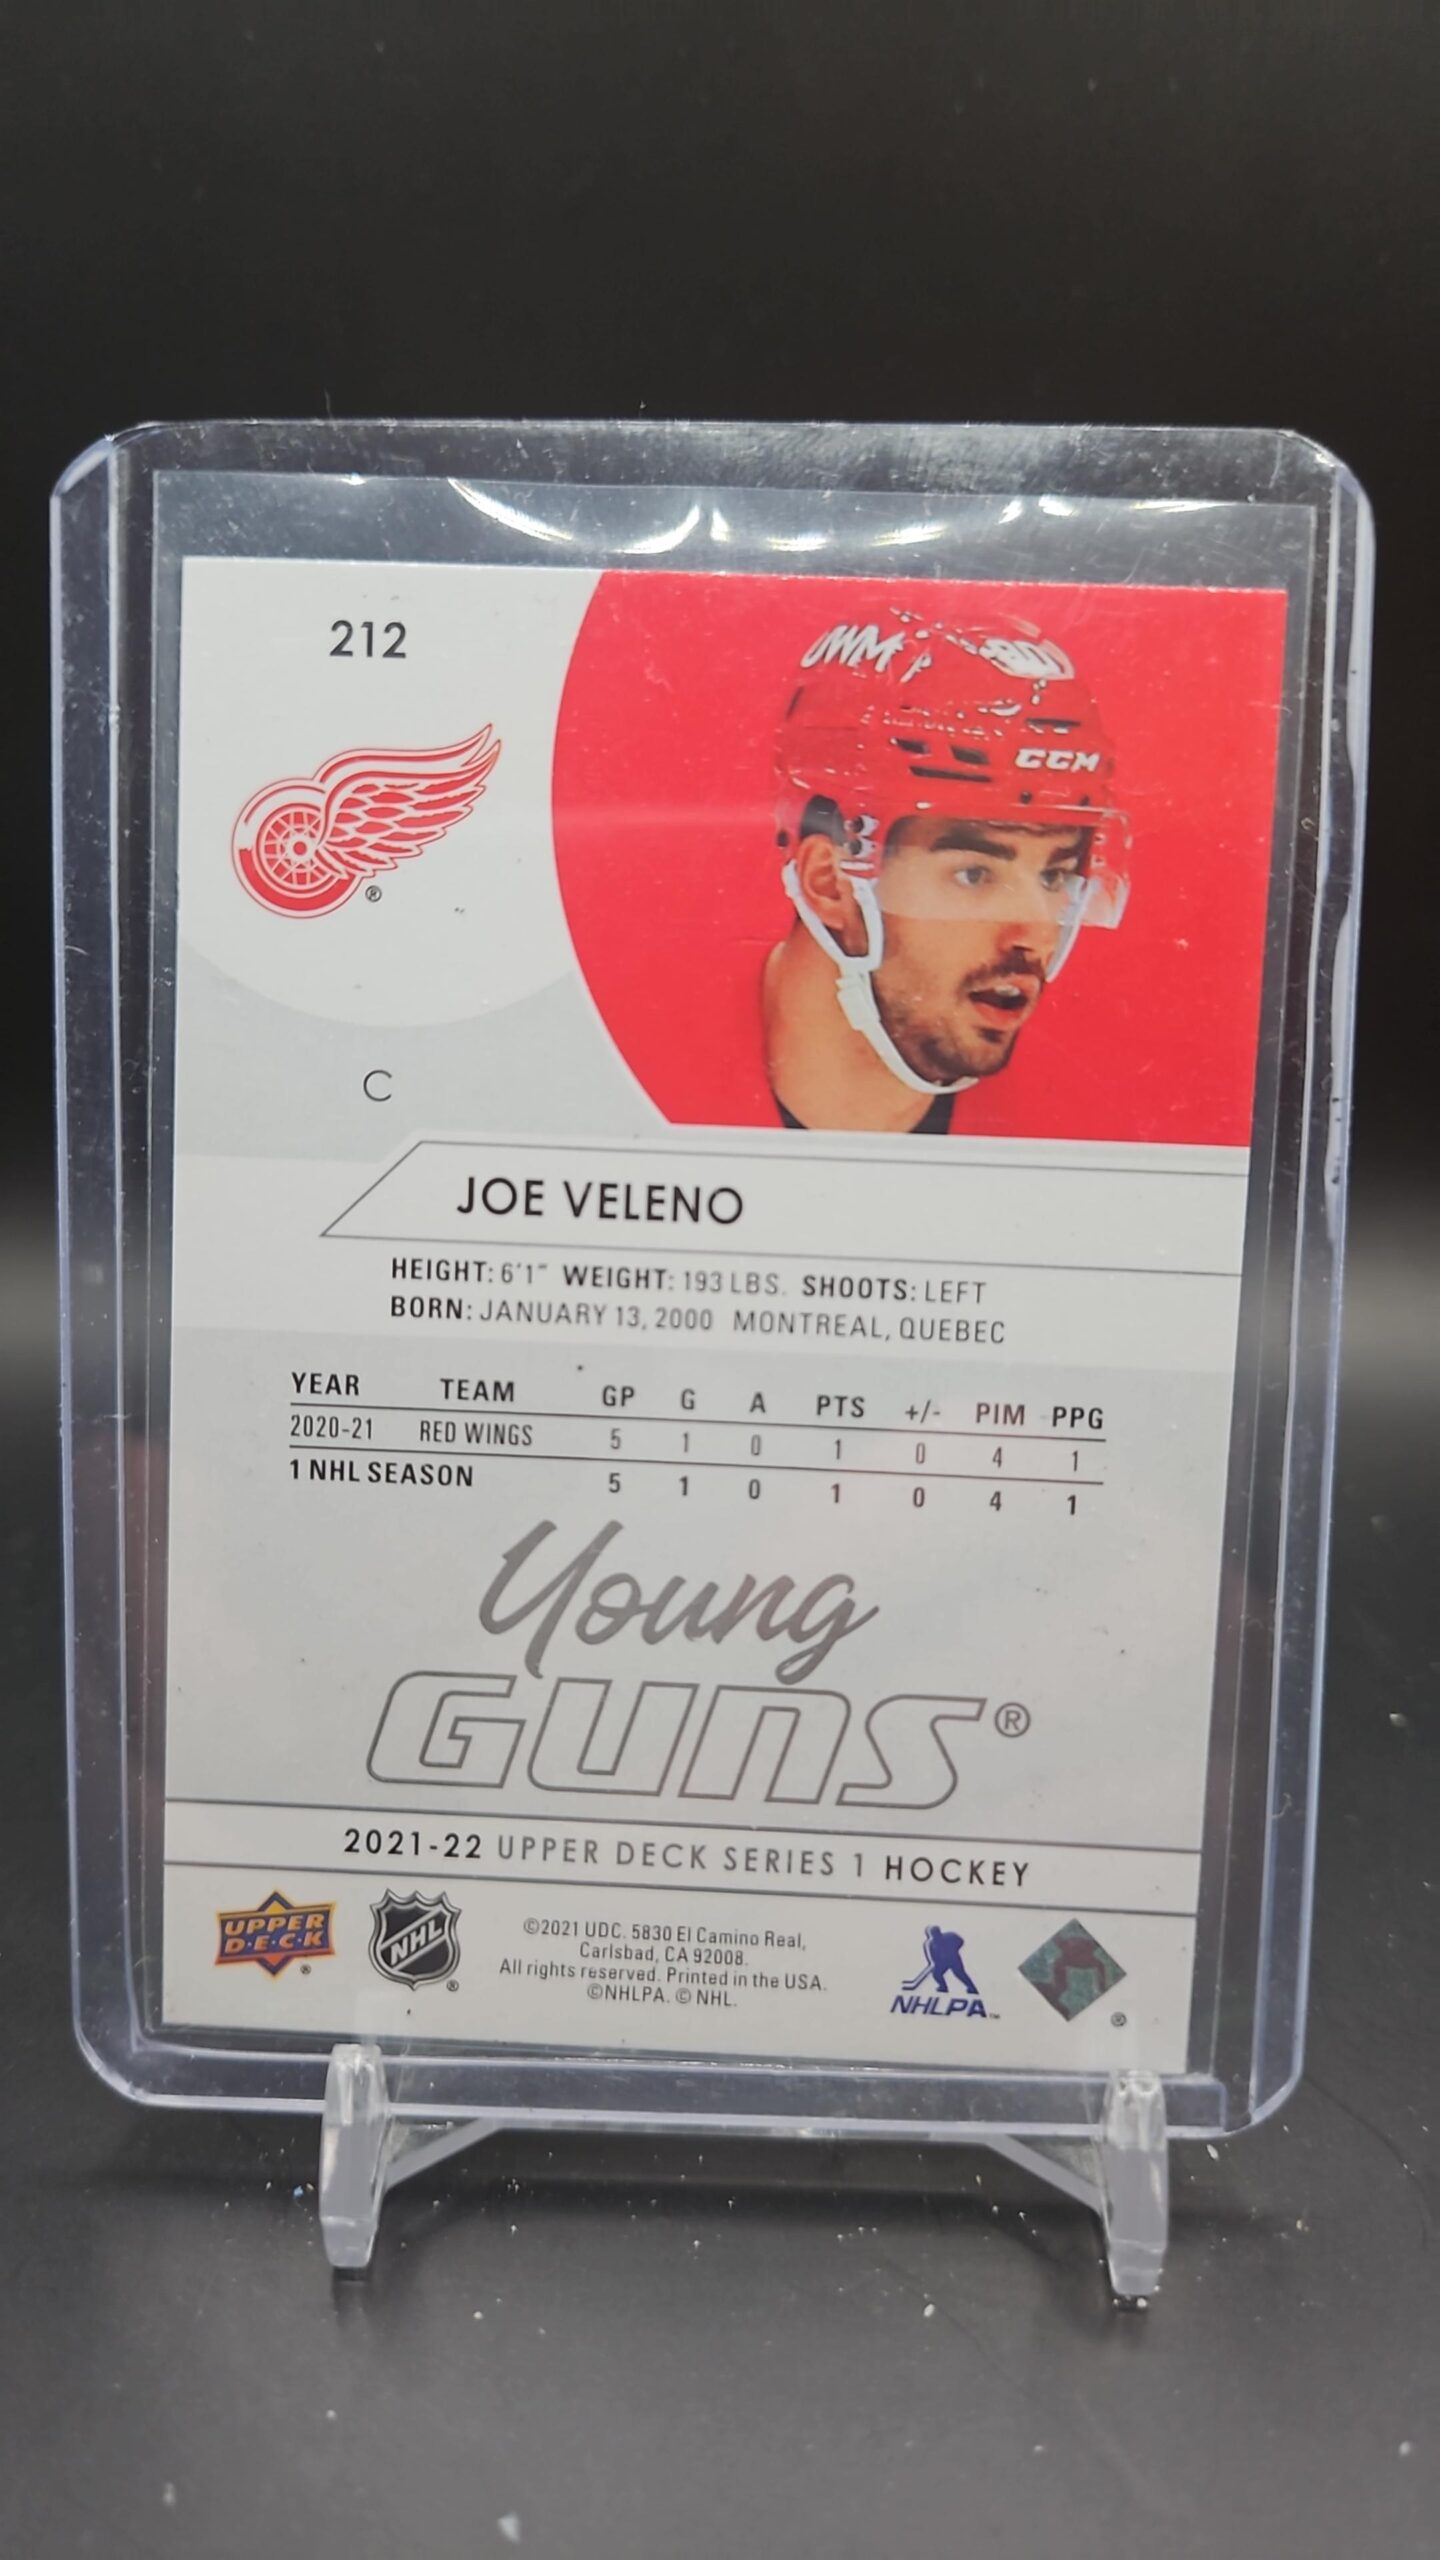 212
UWM
CCM
®
C
JOE VELENO
HEIGHT: 6'1" WEIGHT: 193 LBS. SHOOTS: LEFT
BORN: JANUARY 13, 2000 MONTREAL, QUEBEC
YEAR TEAM GP G A PTS +/- PIM PPG
2020-21 RED WINGS 5 1 0 1 0 4 1
1 NHL SEASON 5 1 0 1 0 4 1
Young
GUNS®
2021-22 UPPER DECK SERIES 1 HOCKEY
UPPER
D•E•C•K®
NHL®
©2021 UDC. 5830 El Camino Real,
Carlsbad, CA 92008.
All rights reserved. Printed in the USA.
©NHLPA. © NHL.
NHLPA™
®